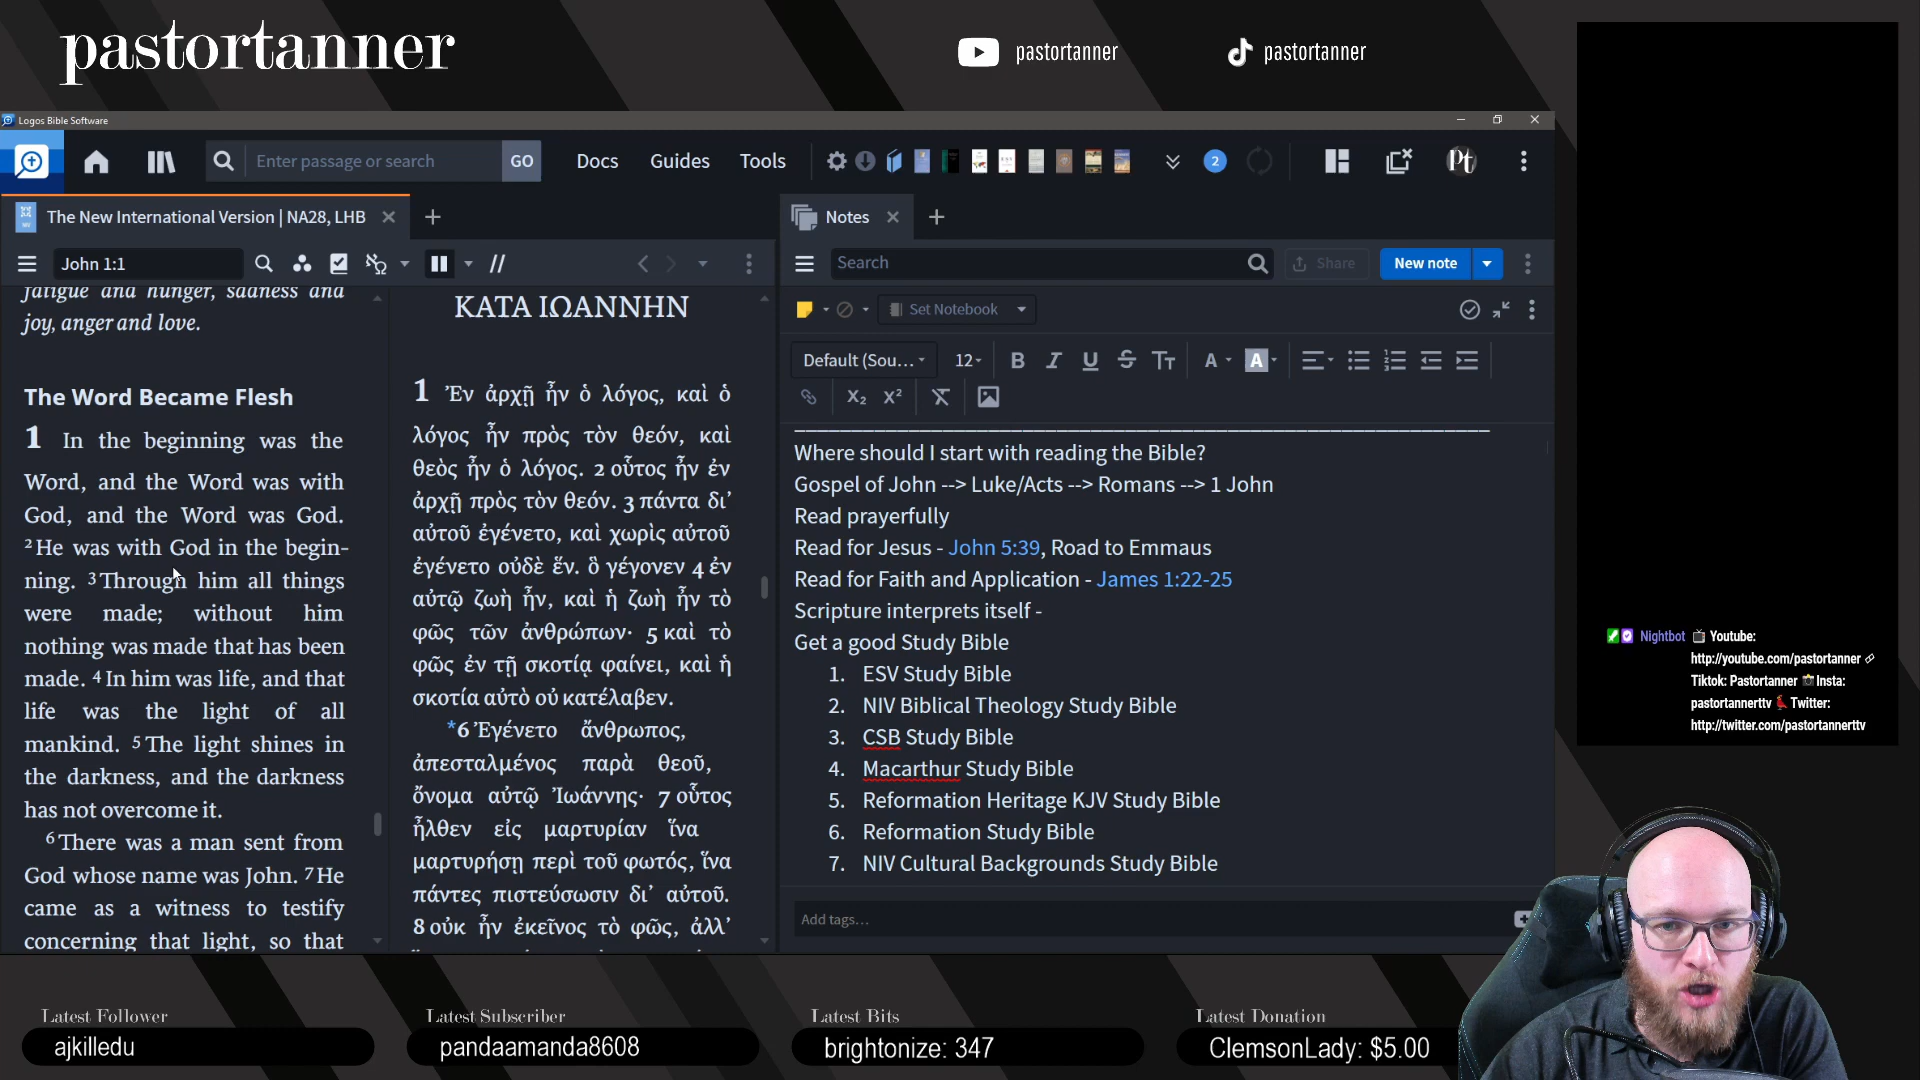 pastortanner
pastortanner
pastortanner
Logos Bible Software
Enter passage or search
GO
Docs
Guides
Tools
2
Pt
The New International Version | NA28, LHB
Notes
John 1:1
Search
Share
New note
Set Notebook
Default (Sou...
12
fatigue and hunger, sadness and
joy, anger and love.
The Word Became Flesh
1 In the beginning was the
Word, and the Word was with
God, and the Word was God.
2 He was with God in the begin-
ning. 3 Through him all things
were made; without him
nothing was made that has been
made. 4 In him was life, and that
life was the light of all
mankind. 5 The light shines in
the darkness, and the darkness
has not overcome it.
6 There was a man sent from
God whose name was John. 7 He
came as a witness to testify
concerning that light, so that
ΚΑΤΑ ΙΩΑΝΝΗΝ
1 Ἐν ἀρχῇ ἦν ὁ λόγος, καὶ ὁ
λόγος ἦν πρὸς τὸν θεόν, καὶ
θεὸς ἦν ὁ λόγος. 2 οὗτος ἦν ἐν
ἀρχῇ πρὸς τὸν θεόν. 3 πάντα δι’
αὐτοῦ ἐγένετο, καὶ χωρὶς αὐτοῦ
ἐγένετο οὐδὲ ἕν. ὃ γέγονεν 4 ἐν
αὐτῷ ζωὴ ἦν, καὶ ἡ ζωὴ ἦν τὸ
φῶς τῶν ἀνθρώπων· 5 καὶ τὸ
φῶς ἐν τῇ σκοτίᾳ φαίνει, καὶ ἡ
σκοτία αὐτὸ οὐ κατέλαβεν.
*6 Ἐγένετο ἄνθρωπος,
ἀπεσταλμένος παρὰ θεοῦ,
ὄνομα αὐτῷ Ἰωάννης· 7 οὗτος
ἦλθεν εἰς μαρτυρίαν ἵνα
μαρτυρήσῃ περὶ τοῦ φωτός, ἵνα
πάντες πιστεύσωσιν δι’ αὐτοῦ.
8 οὐκ ἦν ἐκεῖνος τὸ φῶς, ἀλλ’
Where should I start with reading the Bible?
Gospel of John --> Luke/Acts --> Romans --> 1 John
Read prayerfully
Read for Jesus - John 5:39, Road to Emmaus
Read for Faith and Application - James 1:22-25
Scripture interprets itself -
Get a good Study Bible
1. ESV Study Bible
2. NIV Biblical Theology Study Bible
3. CSB Study Bible
4. Macarthur Study Bible
5. Reformation Heritage KJV Study Bible
6. Reformation Study Bible
7. NIV Cultural Backgrounds Study Bible
Add tags...
Nightbot Youtube:
http://youtube.com/pastortanner
Tiktok: Pastortanner Insta:
pastortannerttv Twitter:
http://twitter.com/pastortannerttv
Latest Follower
ajkilledu
Latest Subscriber
pandaamanda8608
Latest Bits
brightonize: 347
Latest Donation
ClemsonLady: $5.00